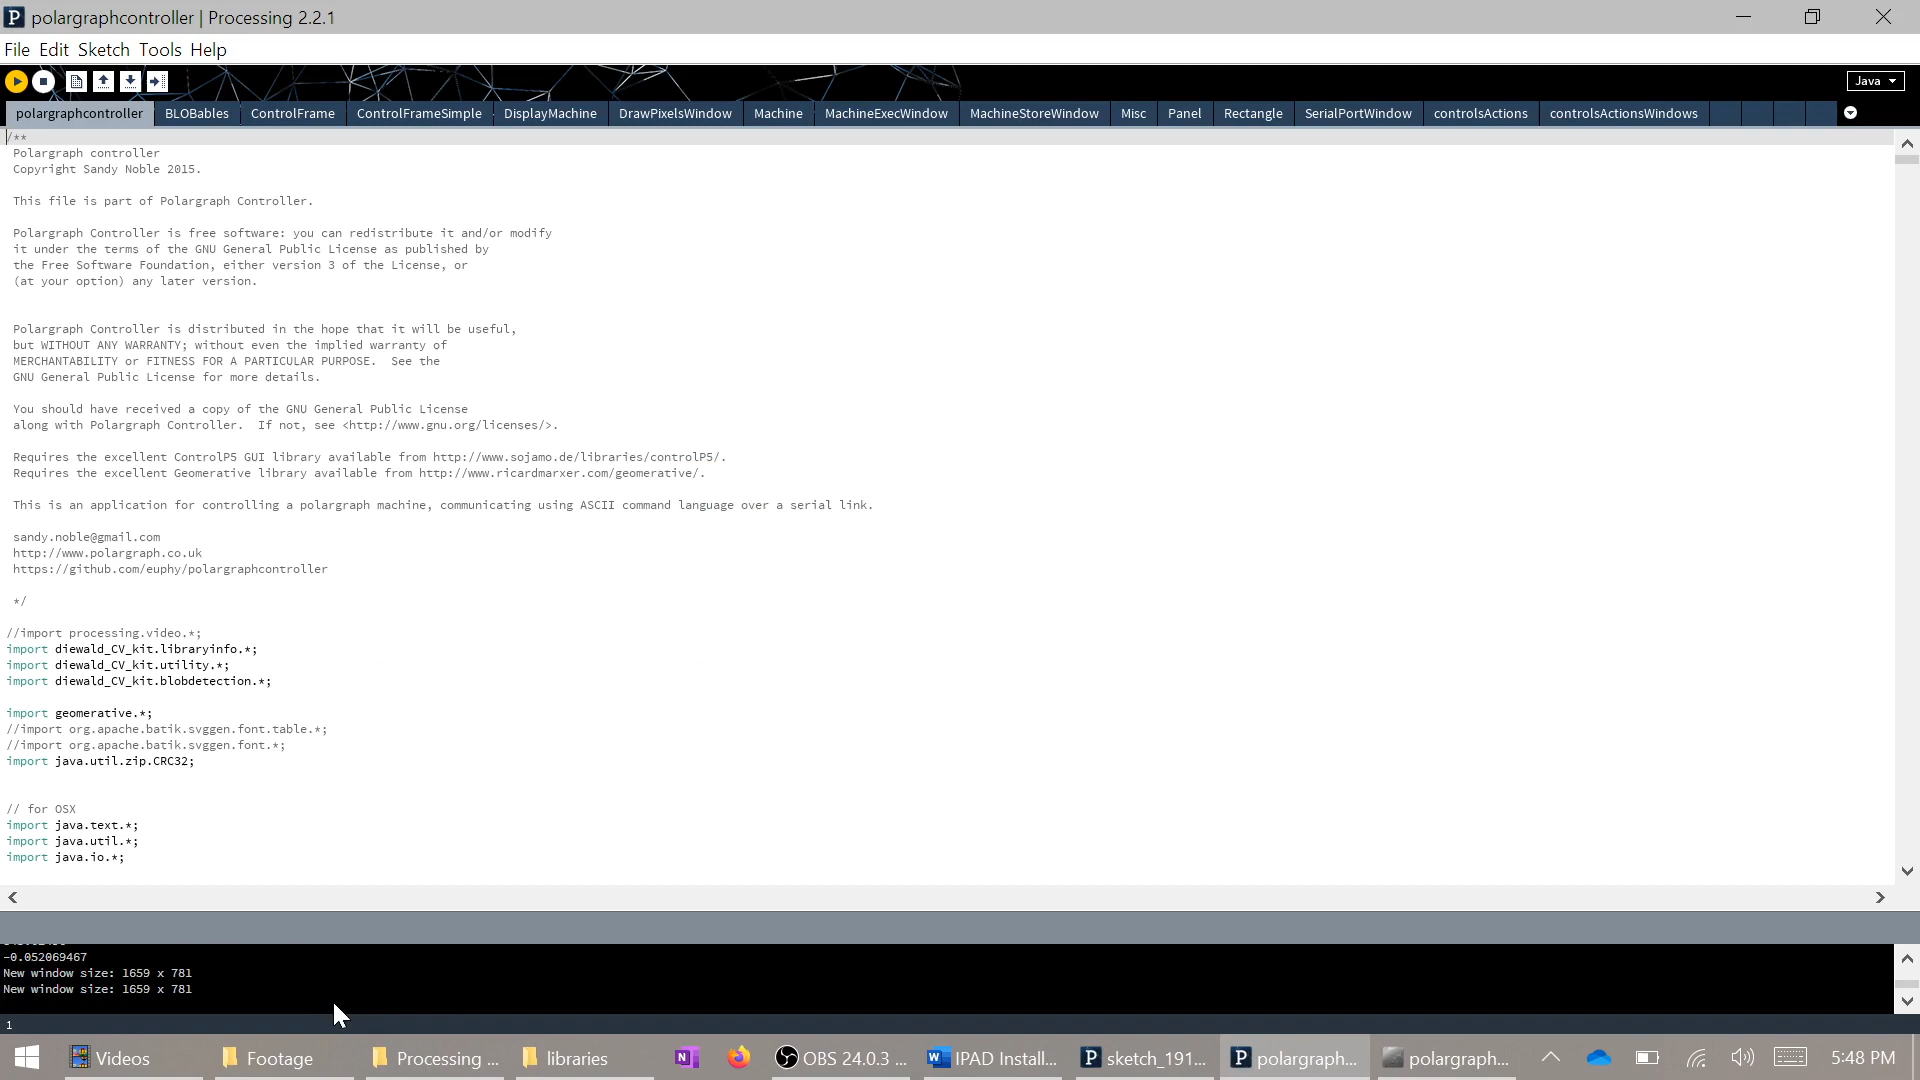 polargraphcontroller | Processing 2.2.1
File Edit Sketch Tools Help
Java
polargraphcontroller BLOBables ControlFrame ControlFrameSimple DisplayMachine DrawPixelsWindow Machine MachineExecWindow MachineStoreWindow Misc Panel Rectangle SerialPortWindow controlsActions controlsActionsWindows
/**
Polargraph controller
Copyright Sandy Noble 2015.
This file is part of Polargraph Controller.
Polargraph Controller is free software: you can redistribute it and/or modify
it under the terms of the GNU General Public License as published by
the Free Software Foundation, either version 3 of the License, or
(at your option) any later version.
Polargraph Controller is distributed in the hope that it will be useful,
but WITHOUT ANY WARRANTY; without even the implied warranty of
MERCHANTABILITY or FITNESS FOR A PARTICULAR PURPOSE.  See the
GNU General Public License for more details.
You should have received a copy of the GNU General Public License
along with Polargraph Controller.  If not, see <http://www.gnu.org/licenses/>.
Requires the excellent ControlP5 GUI library available from http://www.sojamo.de/libraries/controlP5/.
Requires the excellent Geomerative library available from http://www.ricardmarxer.com/geomerative/.
This is an application for controlling a polargraph machine, communicating using ASCII command language over a serial link.
sandy.noble@gmail.com
http://www.polargraph.co.uk
https://github.com/euphy/polargraphcontroller
*/
//import processing.video.*;
import diewald_CV_kit.libraryinfo.*;
import diewald_CV_kit.utility.*;
import diewald_CV_kit.blobdetection.*;
import geomerative.*;
//import org.apache.batik.svggen.font.table.*;
//import org.apache.batik.svggen.font.*;
import java.util.zip.CRC32;
// for OSX
import java.text.*;
import java.util.*;
import java.io.*;
-0.052069467
New window size: 1659 x 781
New window size: 1659 x 781
1
Videos Footage Processing ... libraries OBS 24.0.3 ... IPAD Install... sketch_191... polargraph... polargraph... 5:48 PM